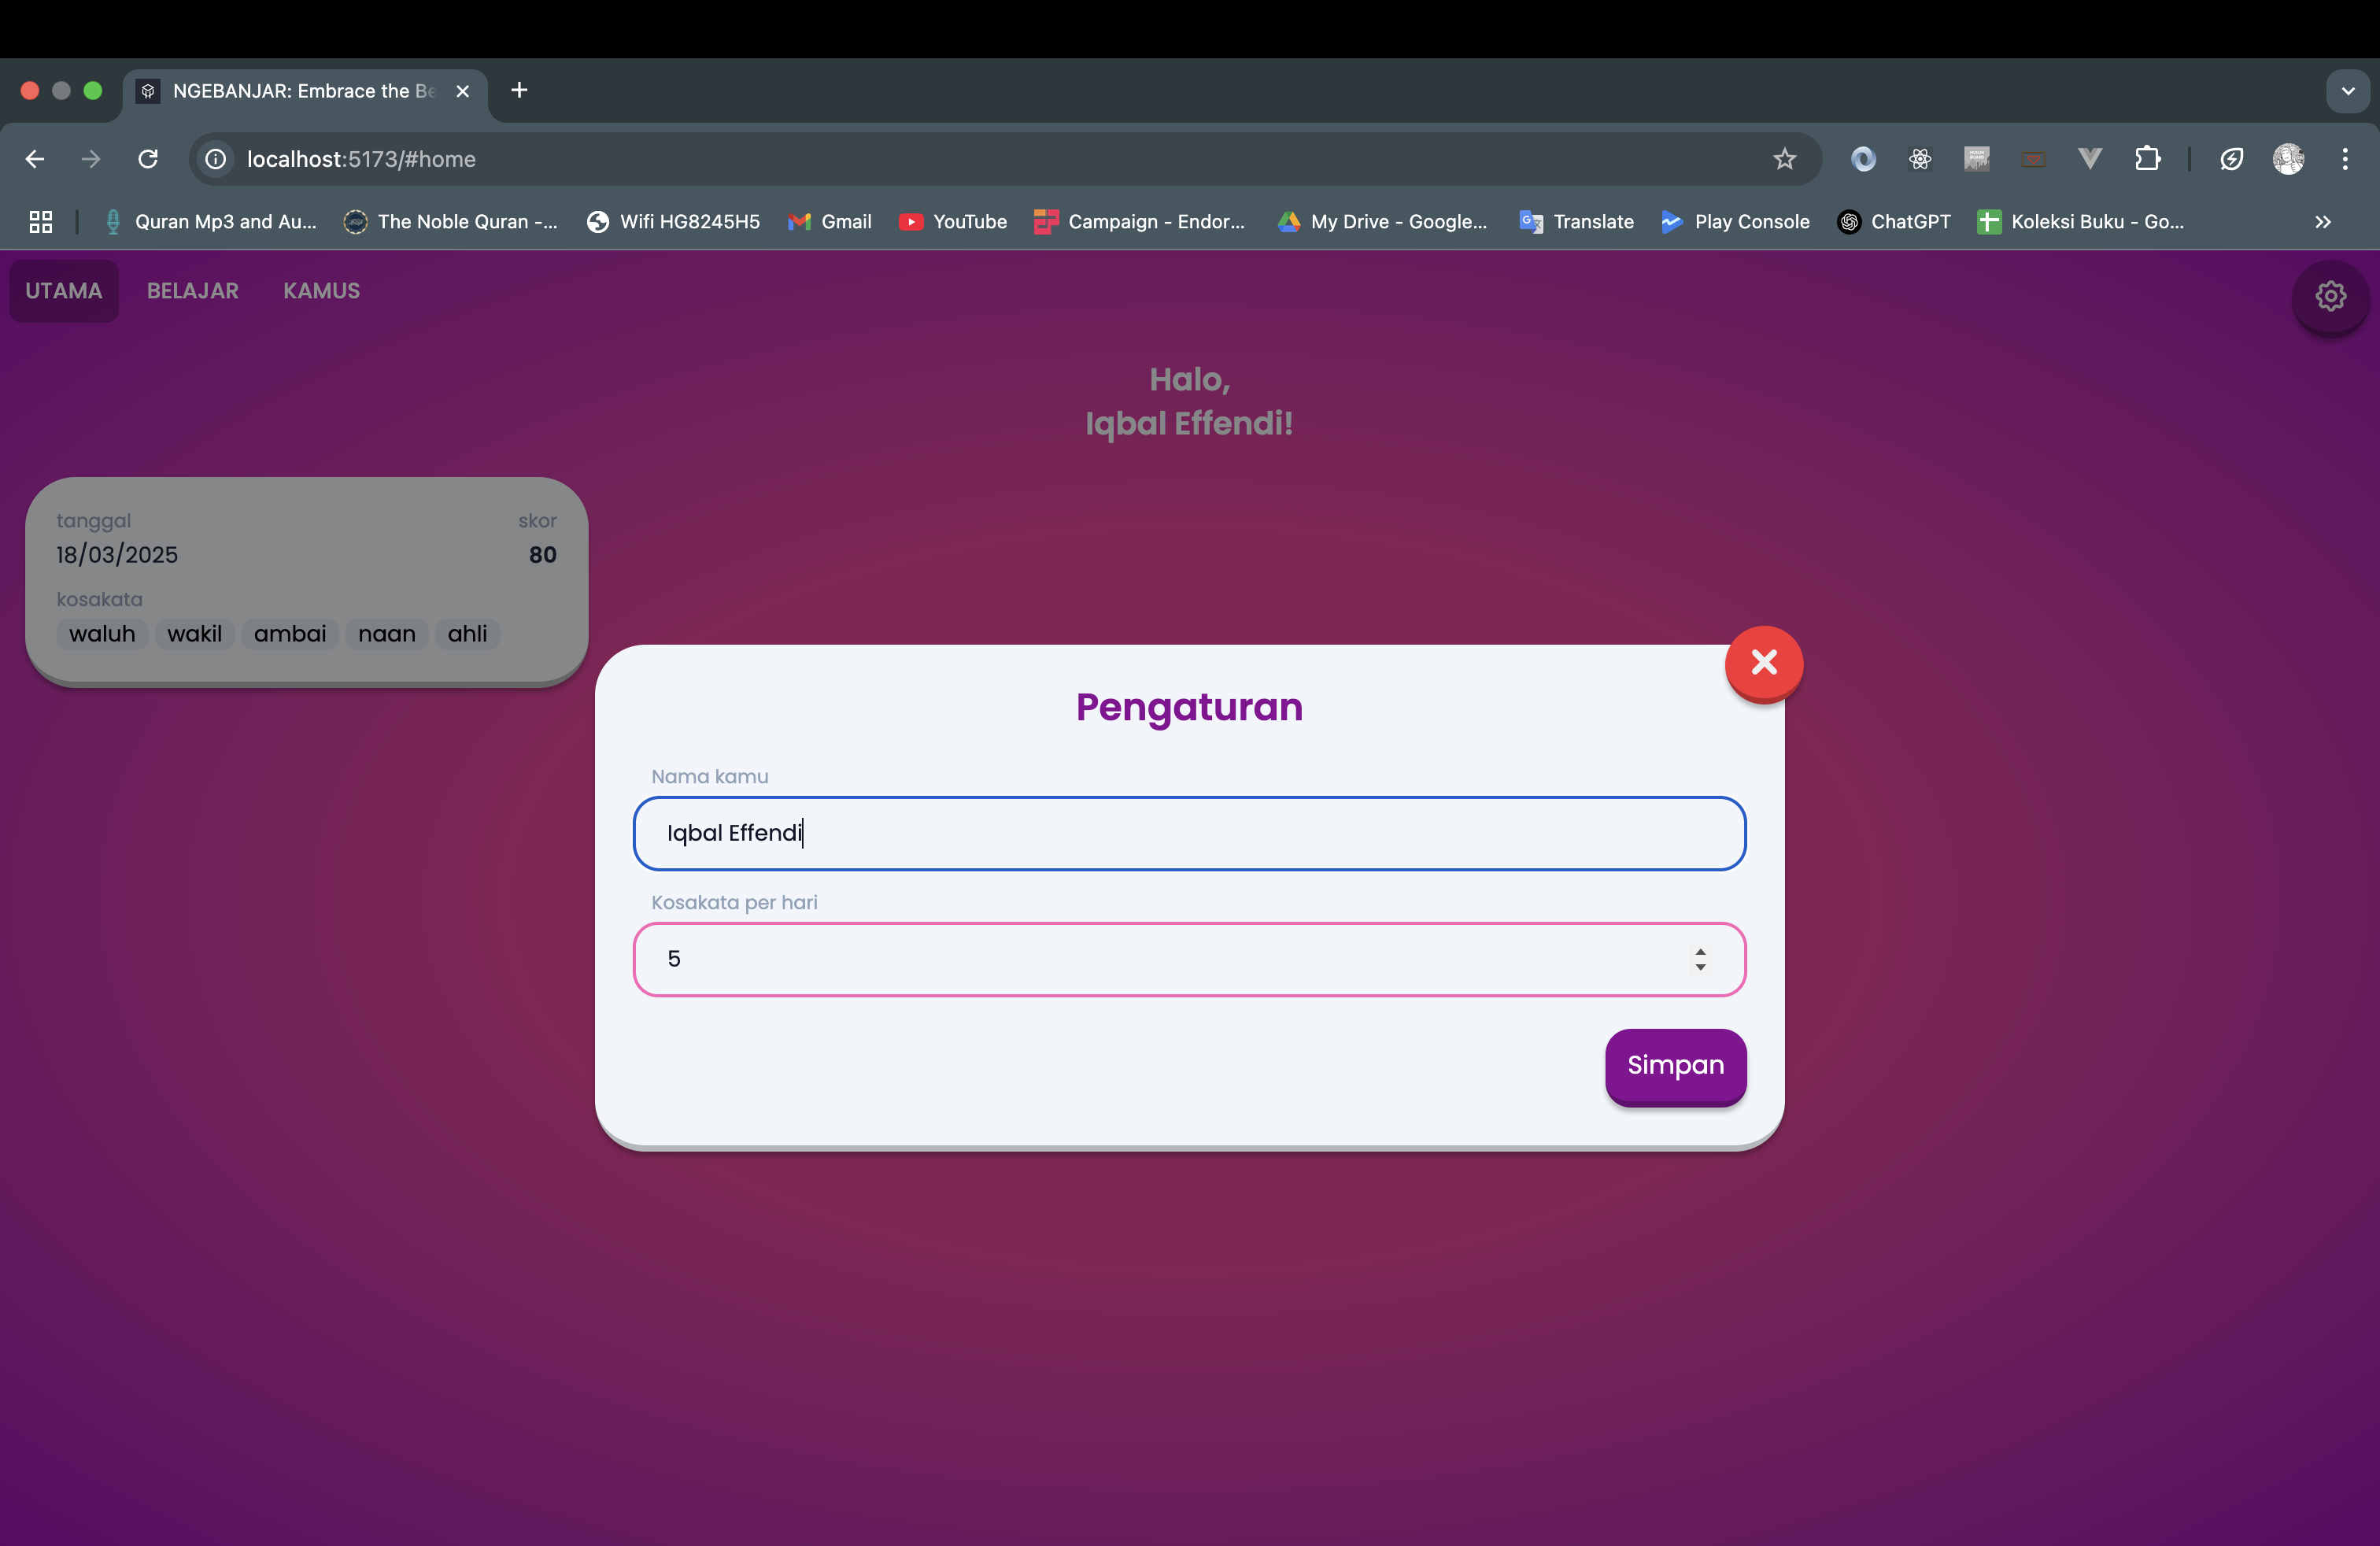 NGEBANJAR: Embrace the Be
localhost:5173/#home
Quran Mp3 and Au...
The Noble Quran -...
Wifi HG8245H5
Gmail
YouTube
Campaign - Endor...
My Drive - Google...
Translate
Play Console
ChatGPT
Koleksi Buku - Go...
UTAMA
BELAJAR
KAMUS
Halo,
Iqbal Effendi!
tanggal
skor
18/03/2025
80
kosakata
waluh wakil ambai naan ahli
Pengaturan
Nama kamu
Iqbal Effendi
Kosakata per hari
5
Simpan